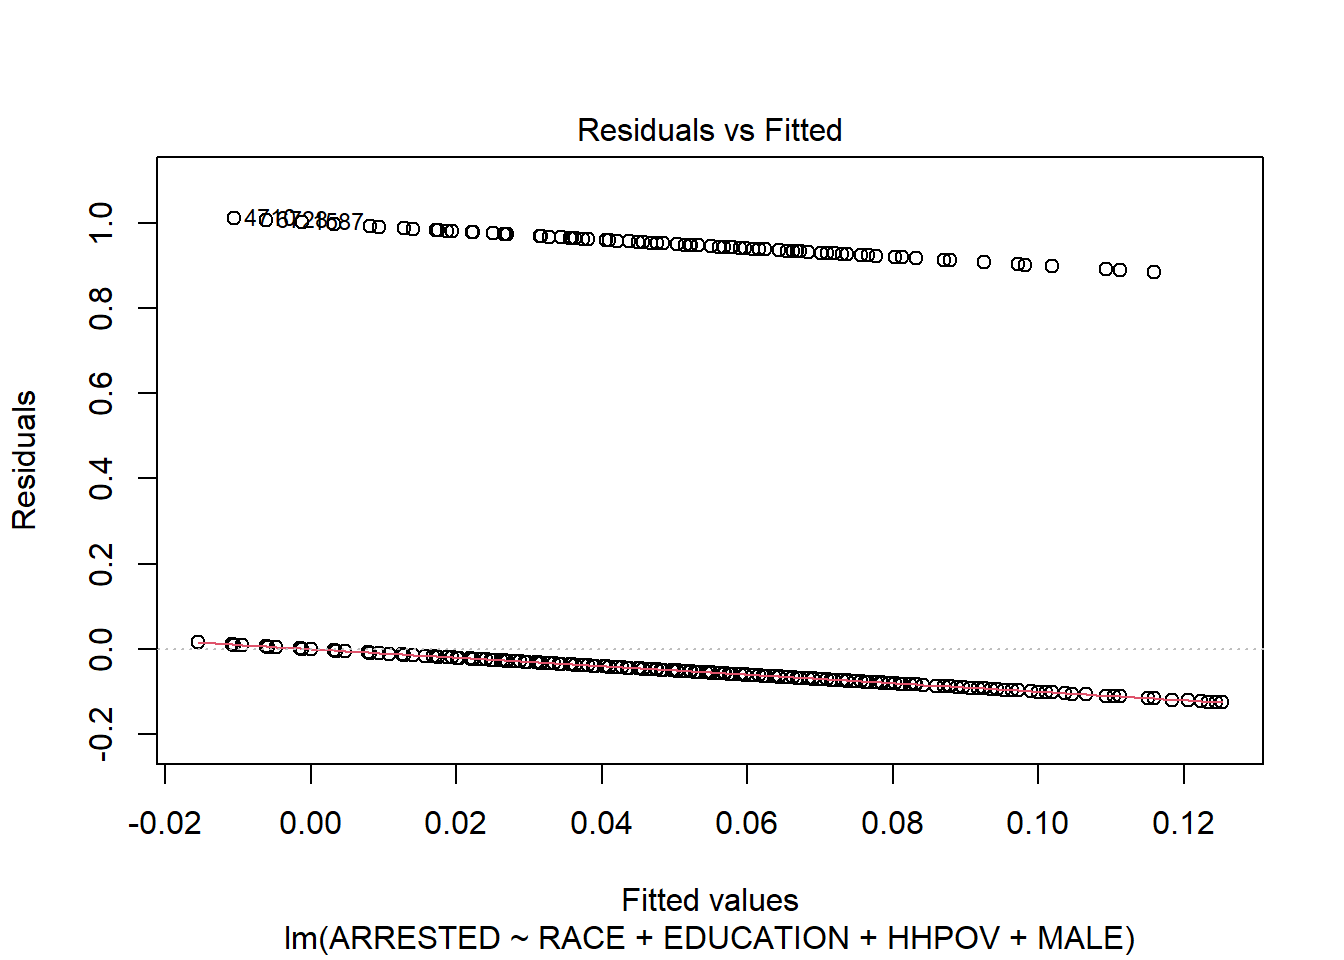 Residuals vs Fitted
Residuals
1.0
0.8
0.6
0.4
0.2
0.0
-0.2
-0.02 0.00 0.02 0.04 0.06 0.08 0.10 0.12
Fitted values
lm(ARRESTED ~ RACE + EDUCATION + HHPOV + MALE)